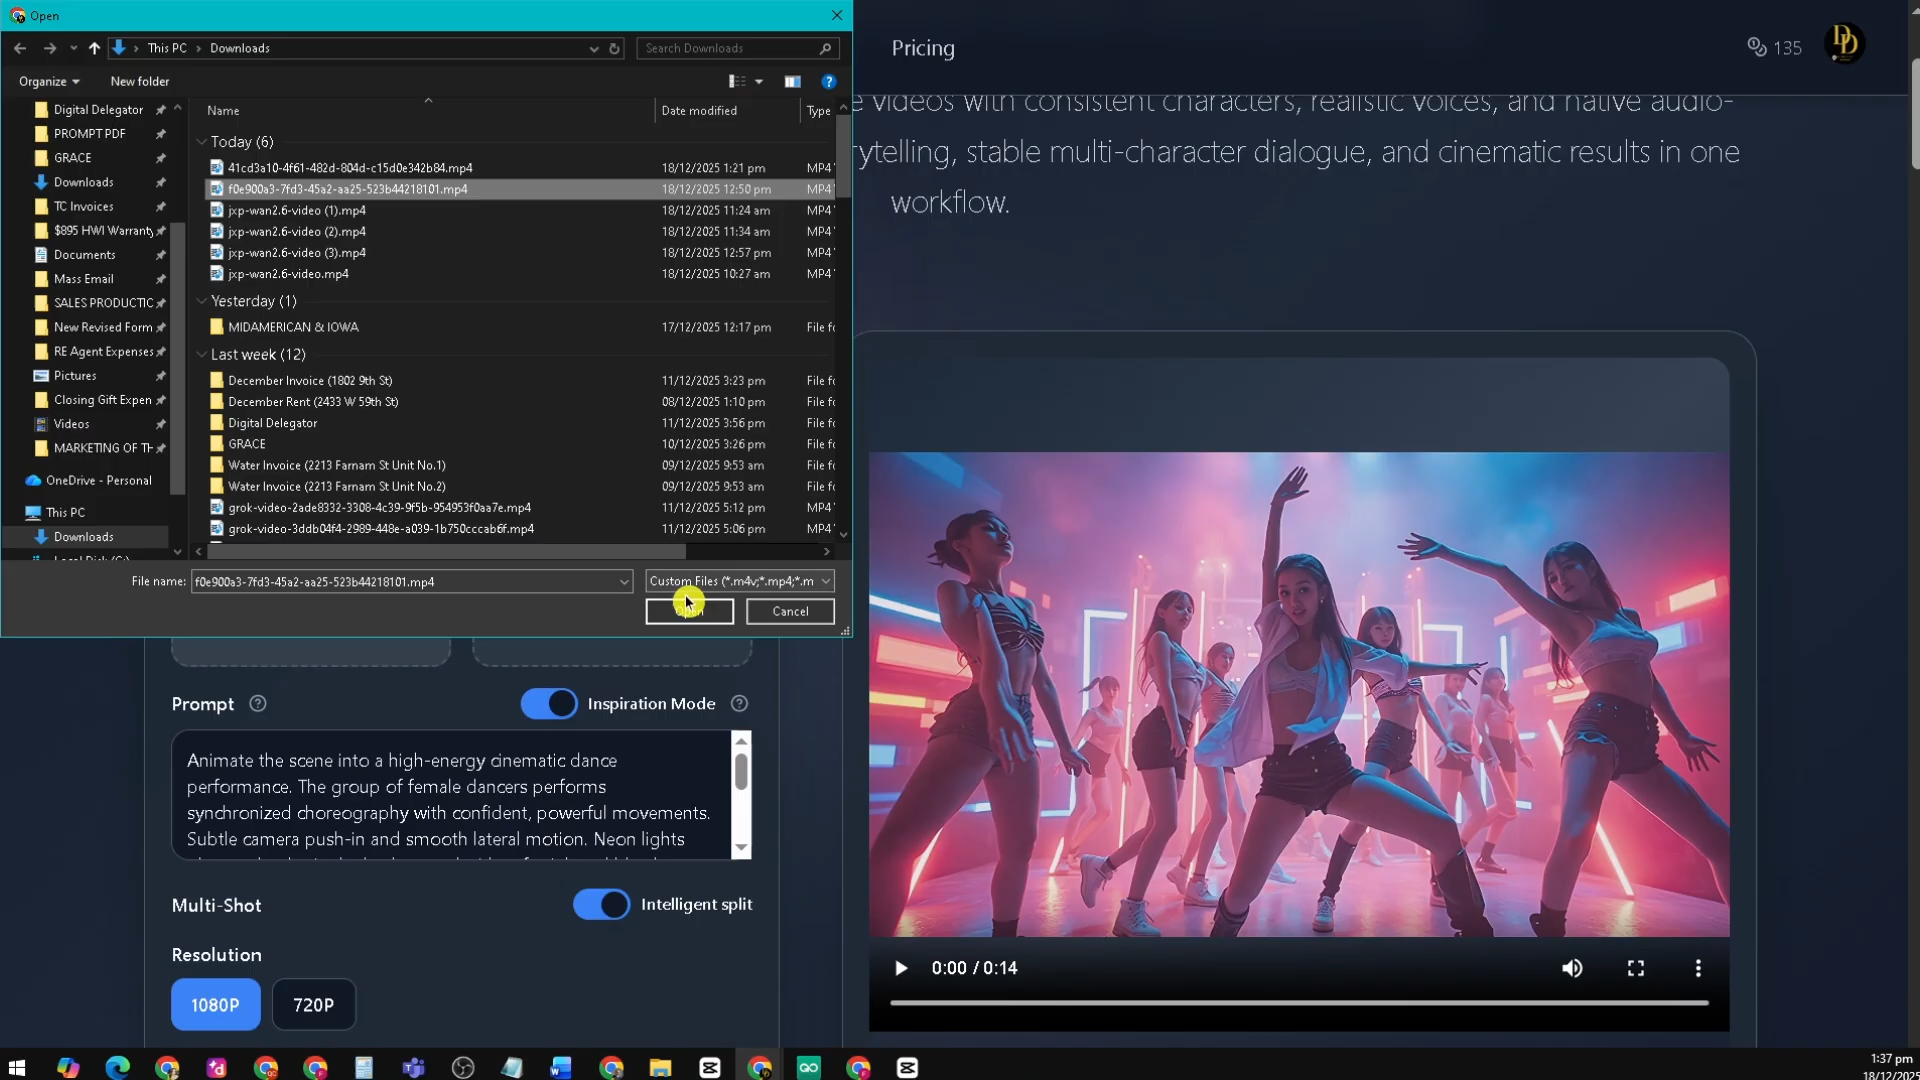 Open
This PC
Downloads
Search Downloads
Organize
New folder
Name
Date modified
Type
Digital Delegator
PROMPT PDF
GRACE
Downloads
TC Invoices
$895 HWI Warranty
Documents
Mass Email
SALES PRODUCTIC
New Revised Form
RE Agent Expenses
Pictures
Closing Gift Expen
Videos
MARKETING OF TH
OneDrive - Personal
This PC
Downloads
Today (6)
41cd3a10-4f61-482d-804d-c15d0e342b84.mp4 18/12/2025 1:21 pm MP4
f0e900a3-7fd3-45a2-aa25-523b44218101.mp4 18/12/2025 12:50 pm MP4
jxp-wan2.6-video (1).mp4 18/12/2025 11:24 am MP4
jxp-wan2.6-video (2).mp4 18/12/2025 11:34 am MP4
jxp-wan2.6-video (3).mp4 18/12/2025 12:57 pm MP4
jxp-wan2.6-video.mp4 18/12/2025 10:27 am MP4
Yesterday (1)
MIDAMERICAN & IOWA 17/12/2025 12:17 pm File fo
Last week (12)
December Invoice (1802 9th St) 11/12/2025 3:23 pm File fo
December Rent (2433 W 59th St) 08/12/2025 1:10 pm File fo
Digital Delegator 11/12/2025 3:56 pm File fo
GRACE 10/12/2025 3:26 pm File fo
Water Invoice (2213 Farnam St Unit No.1) 09/12/2025 9:53 am File fo
Water Invoice (2213 Farnam St Unit No.2) 09/12/2025 9:53 am File fo
grok-video-2ade8332-3308-4c39-9f5b-954953f0aa7e.mp4 11/12/2025 5:12 pm MP4
grok-video-3ddb04f4-2989-448e-a039-1b750cccab6f.mp4 11/12/2025 5:06 pm MP4
File name: f0e900a3-7fd3-45a2-aa25-523b44218101.mp4
Custom Files (*.m4v;*.mp4;*.m
Open
Cancel
Pricing
135
e videos with consistent characters, realistic voices, and native audio-
rytelling, stable multi-character dialogue, and cinematic results in one
workflow.
Prompt
Inspiration Mode
Animate the scene into a high-energy cinematic dance
performance. The group of female dancers performs
synchronized choreography with confident, powerful movements.
Subtle camera push-in and smooth lateral motion. Neon lights
Multi-Shot
Intelligent split
Resolution
1080P
720P
0:00 / 0:14
1:37 pm
18/12/2025